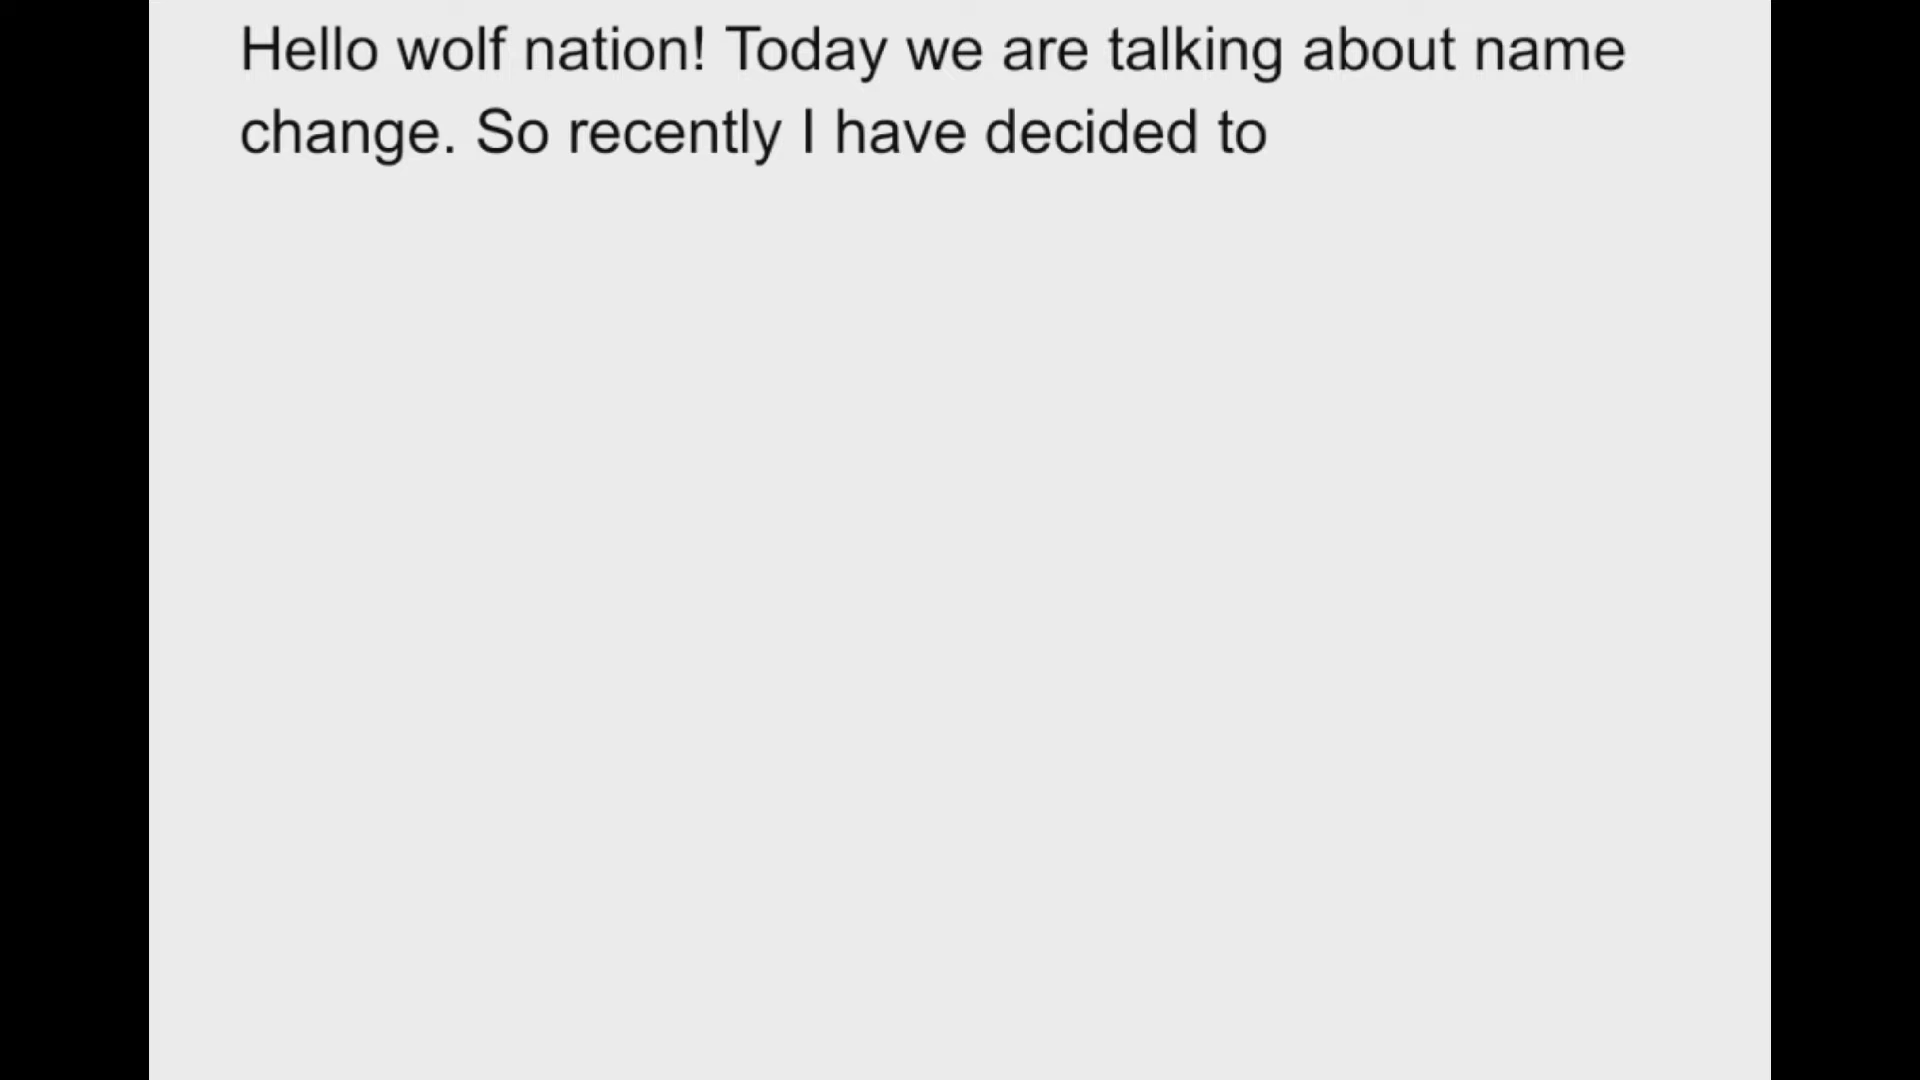 Hello wolf nation! Today we are talking about name
change. So recently I have decided to